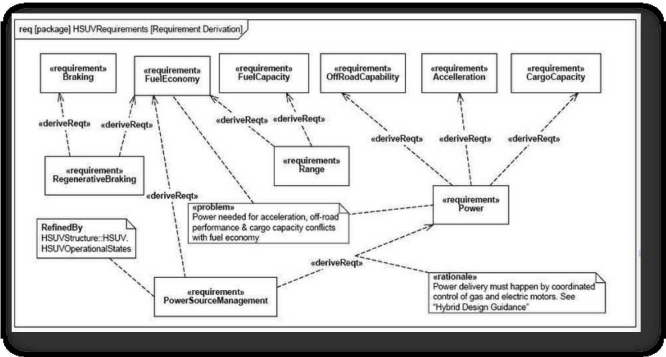 req [package] HSUVRequirements [Requirement Derivation]
«requirement»
Braking
«requirement»
FuelEconomy
«requirement»
FuelCapacity
«requirement»
OffRoadCapability
«requirement»
Accelleration
«requirement»
CargoCapacity
«deriveReqt»
«deriveReqt»
«deriveReqt»
«deriveReqt»
«deriveReqt»
«deriveReqt»
«deriveReqt»
«requirement»
RegenerativeBraking
«requirement»
Range
«deriveReqt»
«requirement»
Power
«problem»
Power needed for acceleration, off-road
performance & cargo capacity conflicts
with fuel economy
RefinedBy
HSUVStructure::HSUV.
HSUVOperationalStates
«deriveReqt»
«requirement»
PowerSourceManagement
«rationale»
Power delivery must happen by coordinated
control of gas and electric motors. See
"Hybrid Design Guidance"